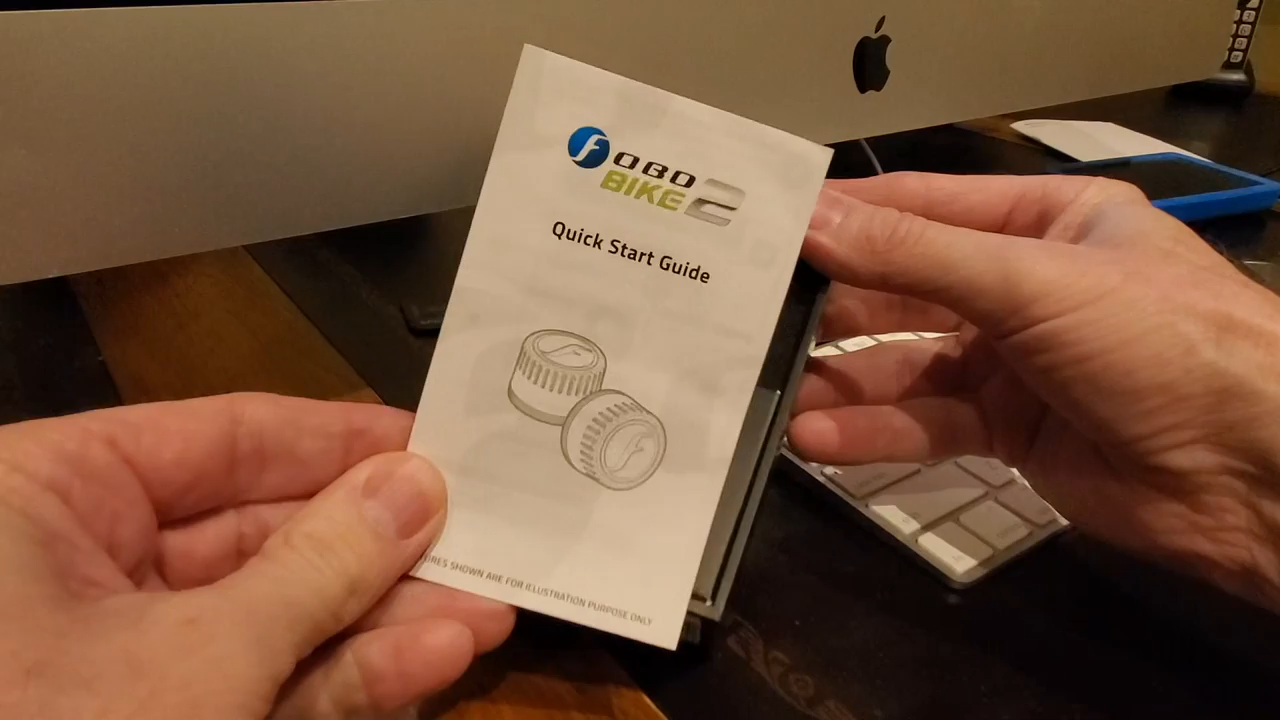 fOBO
BIKE 2
Quick Start Guide
SHOWN ARE FOR ILLUSTRATION PURPOSE ONLY